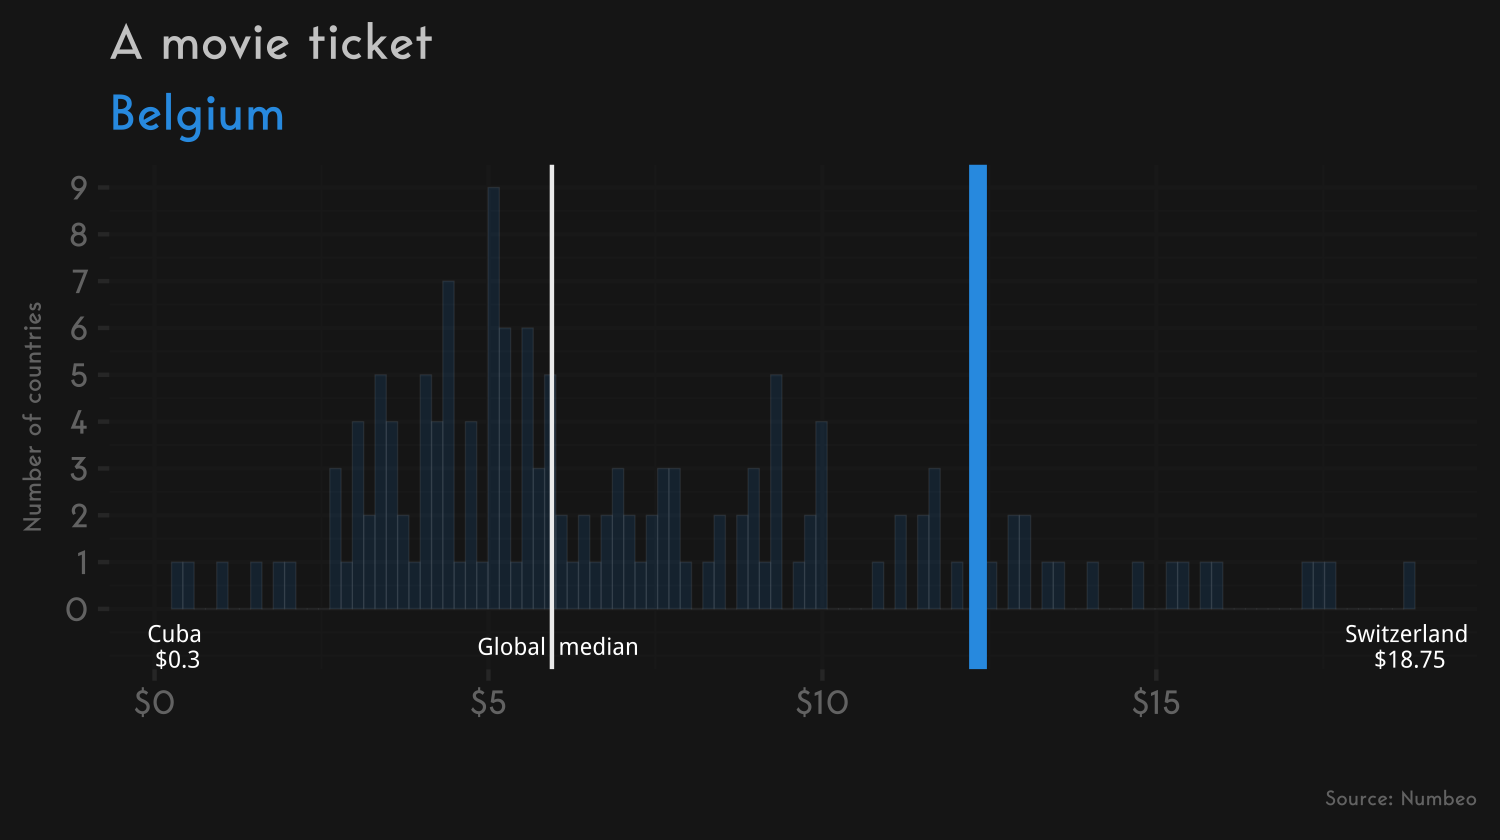 A movie ticket
Belgium
Number of countries
9
8
7
6
5
4
3
2
1
0
Cuba
$0.3
Global median
Switzerland
$18.75
$0 $5 $10 $15
Source: Numbeo